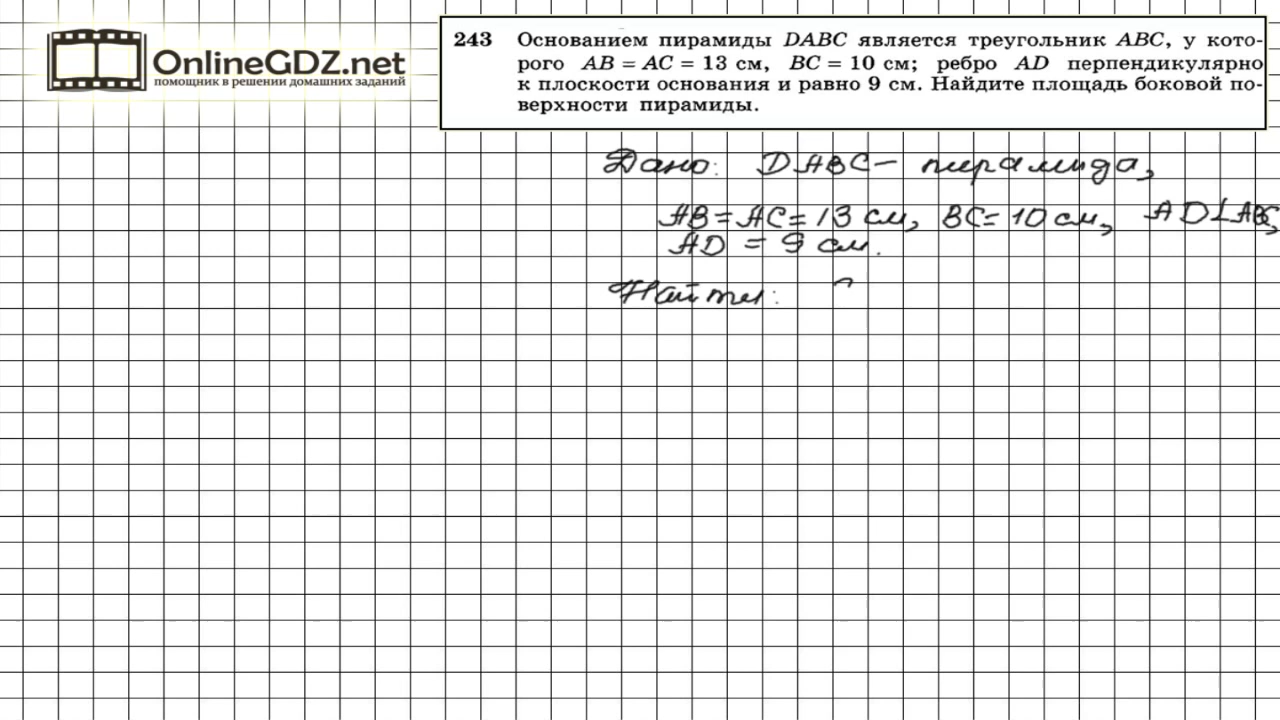 OnlineGDZ.net
помощник в решении домашних заданий
243 Основанием пирамиды DABC является треугольник ABC, у кото-
рого AB = AC = 13 см, BC = 10 см; ребро AD перпендикулярно
к плоскости основания и равно 9 см. Найдите площадь боковой по-
верхности пирамиды.
Дано: DABC – пирамида,
AB = AC = 13 см, BC = 10 см, AD⊥ABC,
AD = 9 см.
Найти: